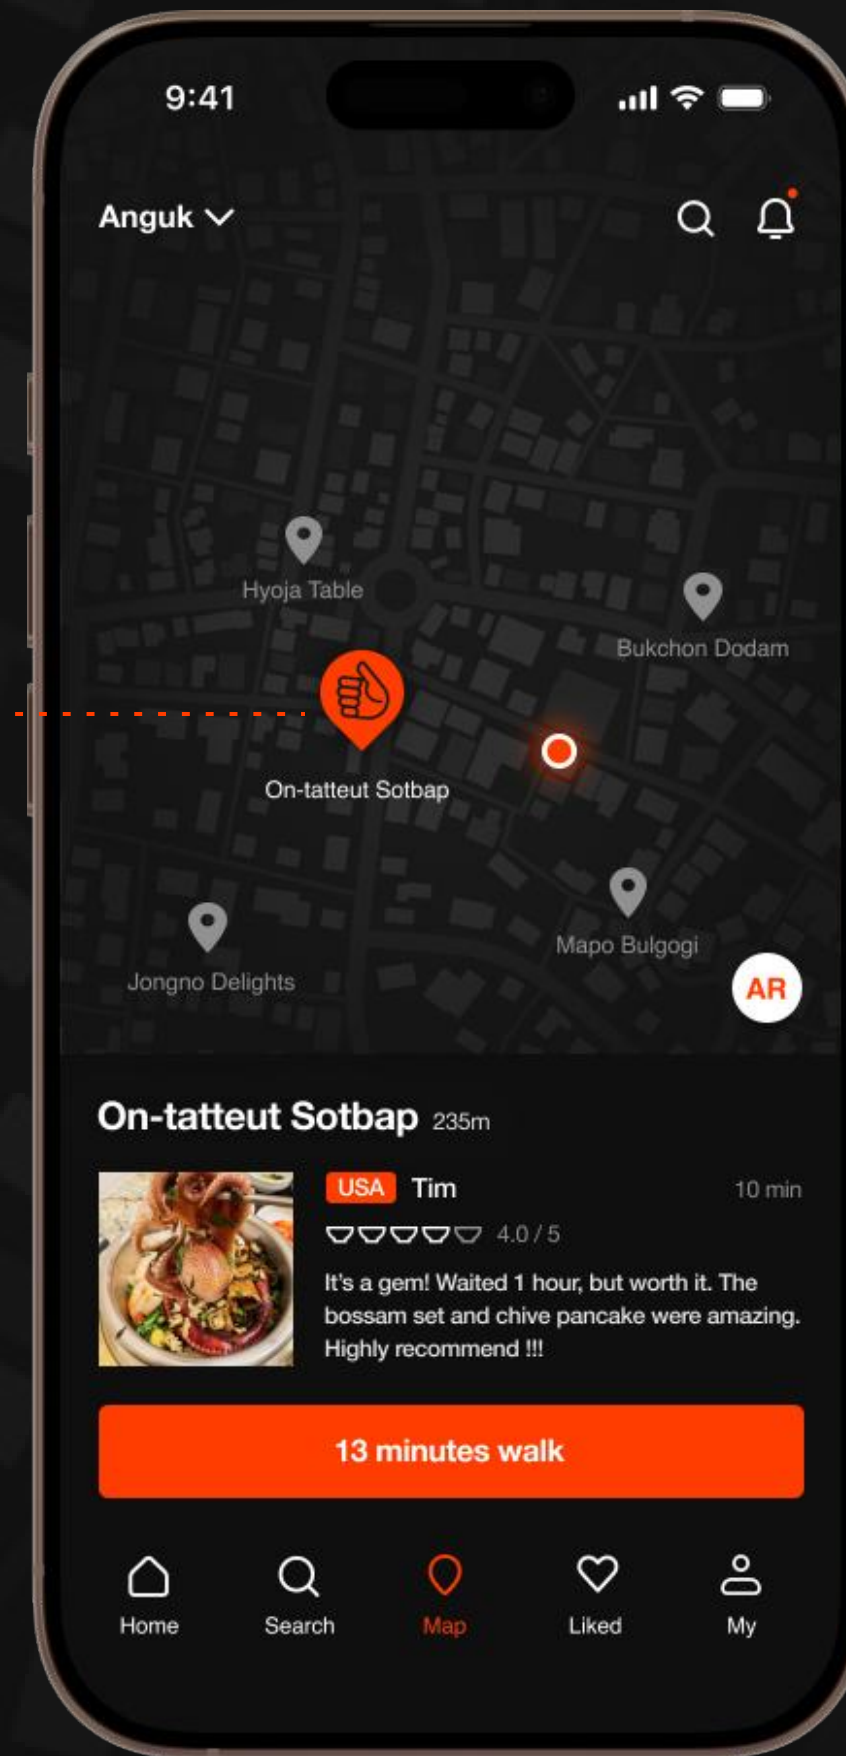 9:41
Anguk
Hyoja Table
Bukchon Dodam
On-tatteut Sotbap
Mapo Bulgogi
Jongno Delights
AR
On-tatteut Sotbap 235m
USA Tim 10 min
4.0 / 5
It's a gem! Waited 1 hour, but worth it. The
bossam set and chive pancake were amazing.
Highly recommend !!!
13 minutes walk
Home Search Map Liked My